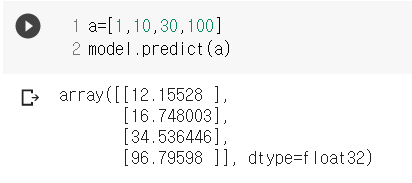 1 a=[1,10,30,100]
2 model.predict(a)
array([[12.15528 ],
[16.748003],
[34.536446],
[96.79598 ]], dtype=float32)